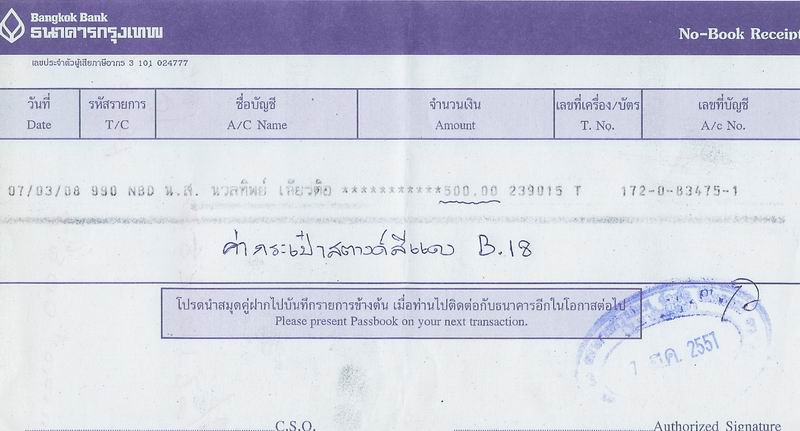 Bangkok Bank
ธนาคารกรุงเทพ
No-Book Receipt
เลขประจำตัวผู้เสียภาษีอากร 3 101 024777
วันที่ รหัสรายการ ชื่อบัญชี จำนวนเงิน เลขที่เครื่อง/บัตร เลขที่บัญชี
Date T/C A/C Name Amount T. No. A/c No.
07/03/08 990 NBD น.ส. นวลทิพย์ ***********500.00 239015 T 172-0-83475-1
ค่ากระเป๋าสตางค์สีแดง B.18
โปรดนำสมุดคู่ฝากไปบันทึกรายการข้างต้น เมื่อท่านไปติดต่อกับธนาคารอีกในโอกาสต่อไป
Please present Passbook on your next transaction.
2551
C.S.O. Authorized Signature